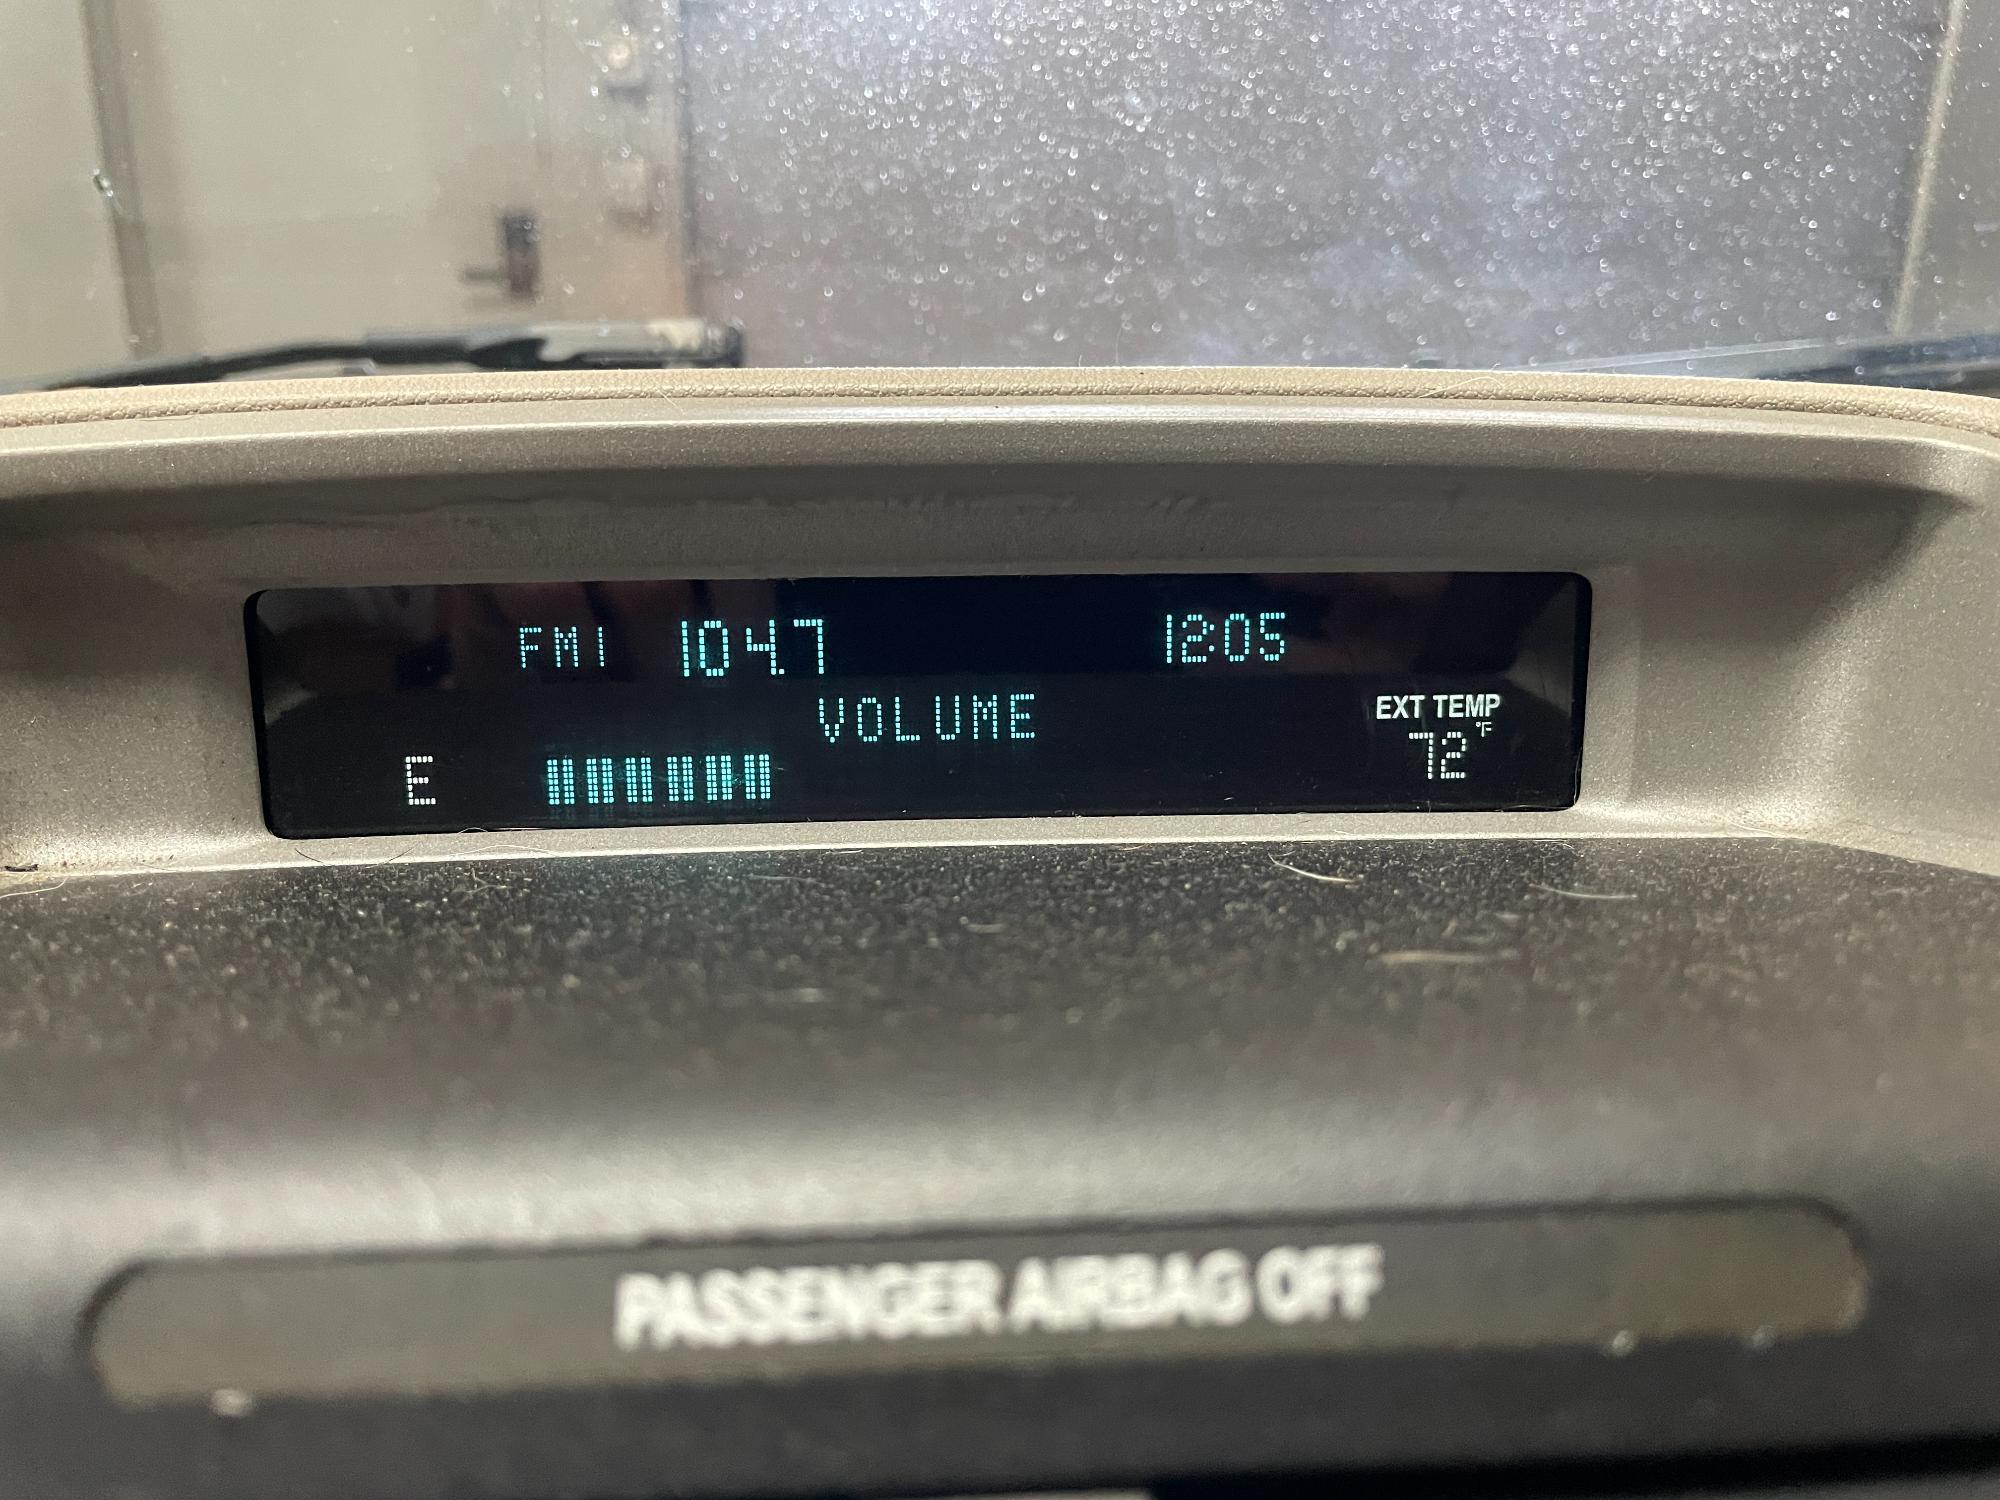 FM1 104.7 12:05
VOLUME
EXT TEMP
°F
E 72
PASSENGER AIRBAG OFF